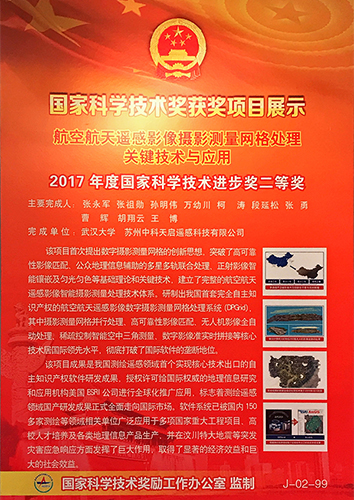 国家科学技术奖获奖项目展示
航空航天遥感影像摄影测量网格处理
关键技术与应用
2017 年度国家科学技术进步奖二等奖
主要完成人：张永军 张祖勋 孙明伟 万幼川 柯 涛 段延松 张 勇
曹 辉 胡翔云 王 博
完 成 单 位：武汉大学 苏州中科天启遥感科技有限公司
该项目首次提出数字摄影测量网格的创新思想，突破了高可靠
性影像匹配、公众地理信息辅助的多星多轨联合处理、正射影像智
能镶嵌及匀光匀色等基础理论和关键技术，建立了完整的航空航天
遥感影像智能摄影测量处理技术体系，研制出我国首套完全自主知
识产权的航空航天遥感影像数字摄影测量网格处理系统（DPGrid），
其中摄影测量网格并行处理、高可靠性影像匹配、无人机影像全自
动处理、稀疏控制智能空中三角测量、数字影像准实时拼接等核心
技术居国际领先水平，彻底打破了国际软件的垄断地位。
该项目成果是我国测绘遥感领域首个实现核心技术出口的自
主知识产权软件研发成果，授权许可给国际权威的地理信息研究
和应用机构美国 ESRI 公司进行全球化推广应用，标志着测绘遥感
领域国产研发成果正式全面走向国际市场。软件系统已被国内 150
多家测绘等领域相关单位广泛应用于多项国家重大工程项目、高
校人才培养及各类地理信息产品生产，并在汶川特大地震等突发
灾害应急响应方面发挥了巨大作用，取得了显著的经济效益和巨
大的社会效益。
国家科学技术奖励工作办公室 监制
J-02-99